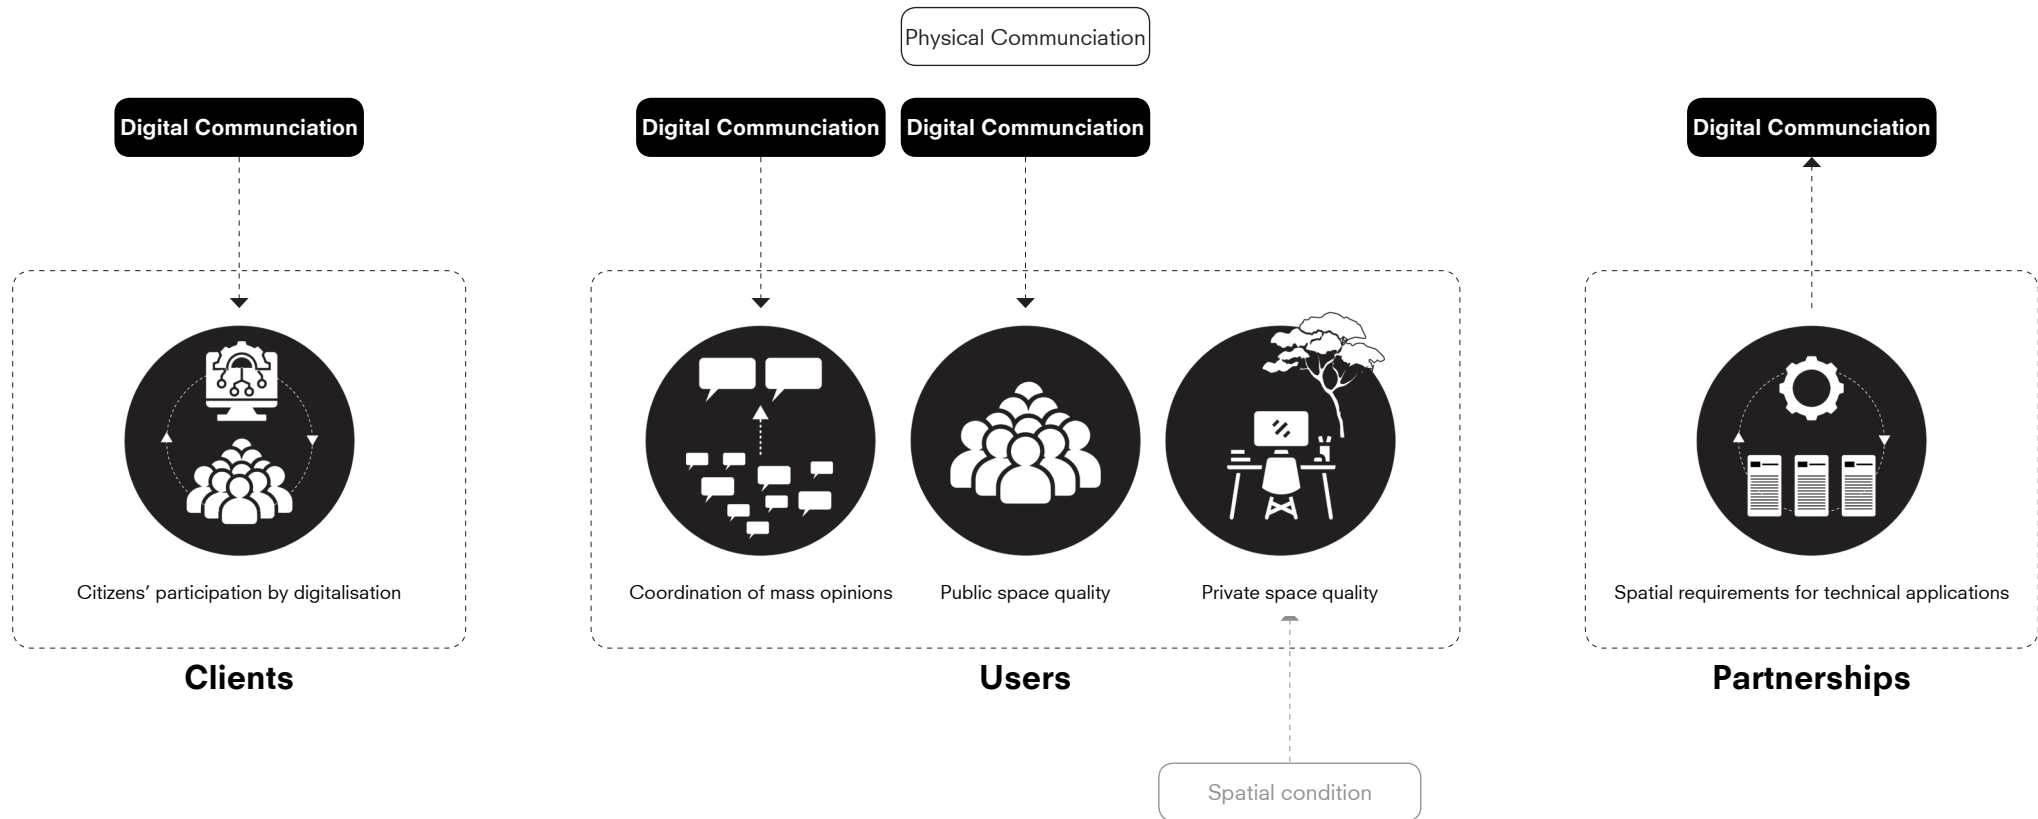 Physical Communciation
Digital Communciation
Digital Communciation
Digital Communciation
Digital Communciation
Citizens’ participation by digitalisation
Coordination of mass opinions
Public space quality
Private space quality
Spatial requirements for technical applications
Clients
Users
Partnerships
Spatial condition